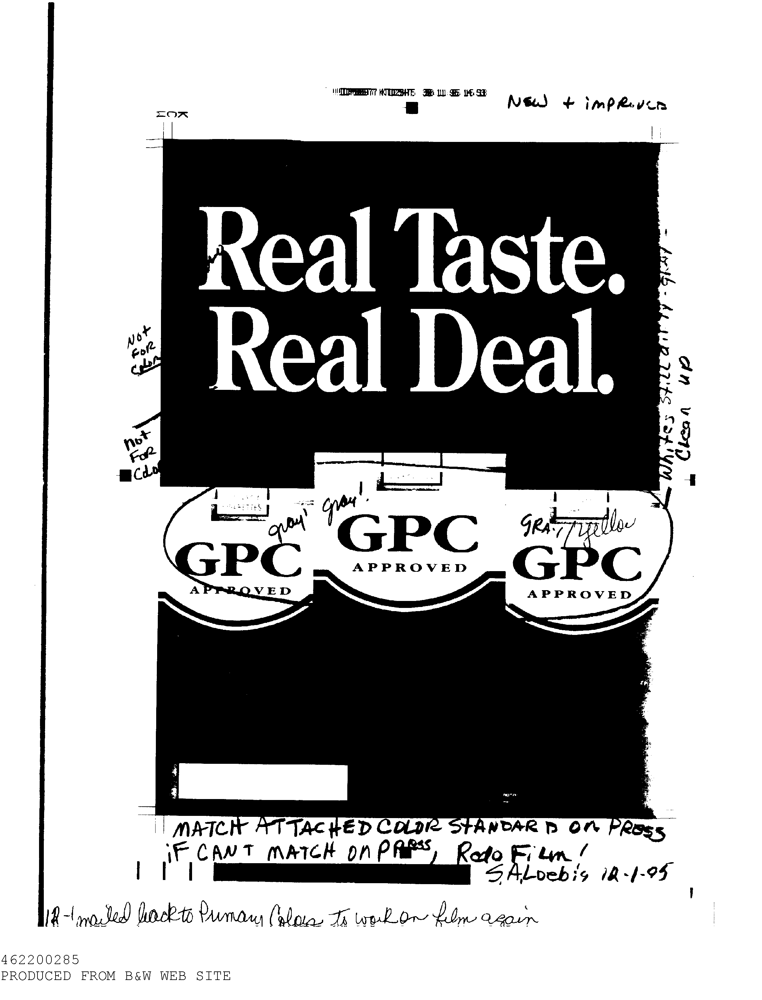 NEW + IMPROVED
Real Taste.
Real Deal.
Not
FOR
Color
Not
FOR
Color
Whites still dirty - gray -
Clean up
gray!
gray!
GRAY/yellow
GPC
APPROVED
GPC
APPROVED
GPC
APPROVED
MATCH ATTACHED COLOR STANDARD ON PRESS
IF CANT MATCH ON PRESS, Redo FiLm!
12-1-95
12-1 mailed back to Primary Colors to work on film again
462200285
PRODUCED FROM B&W WEB SITE